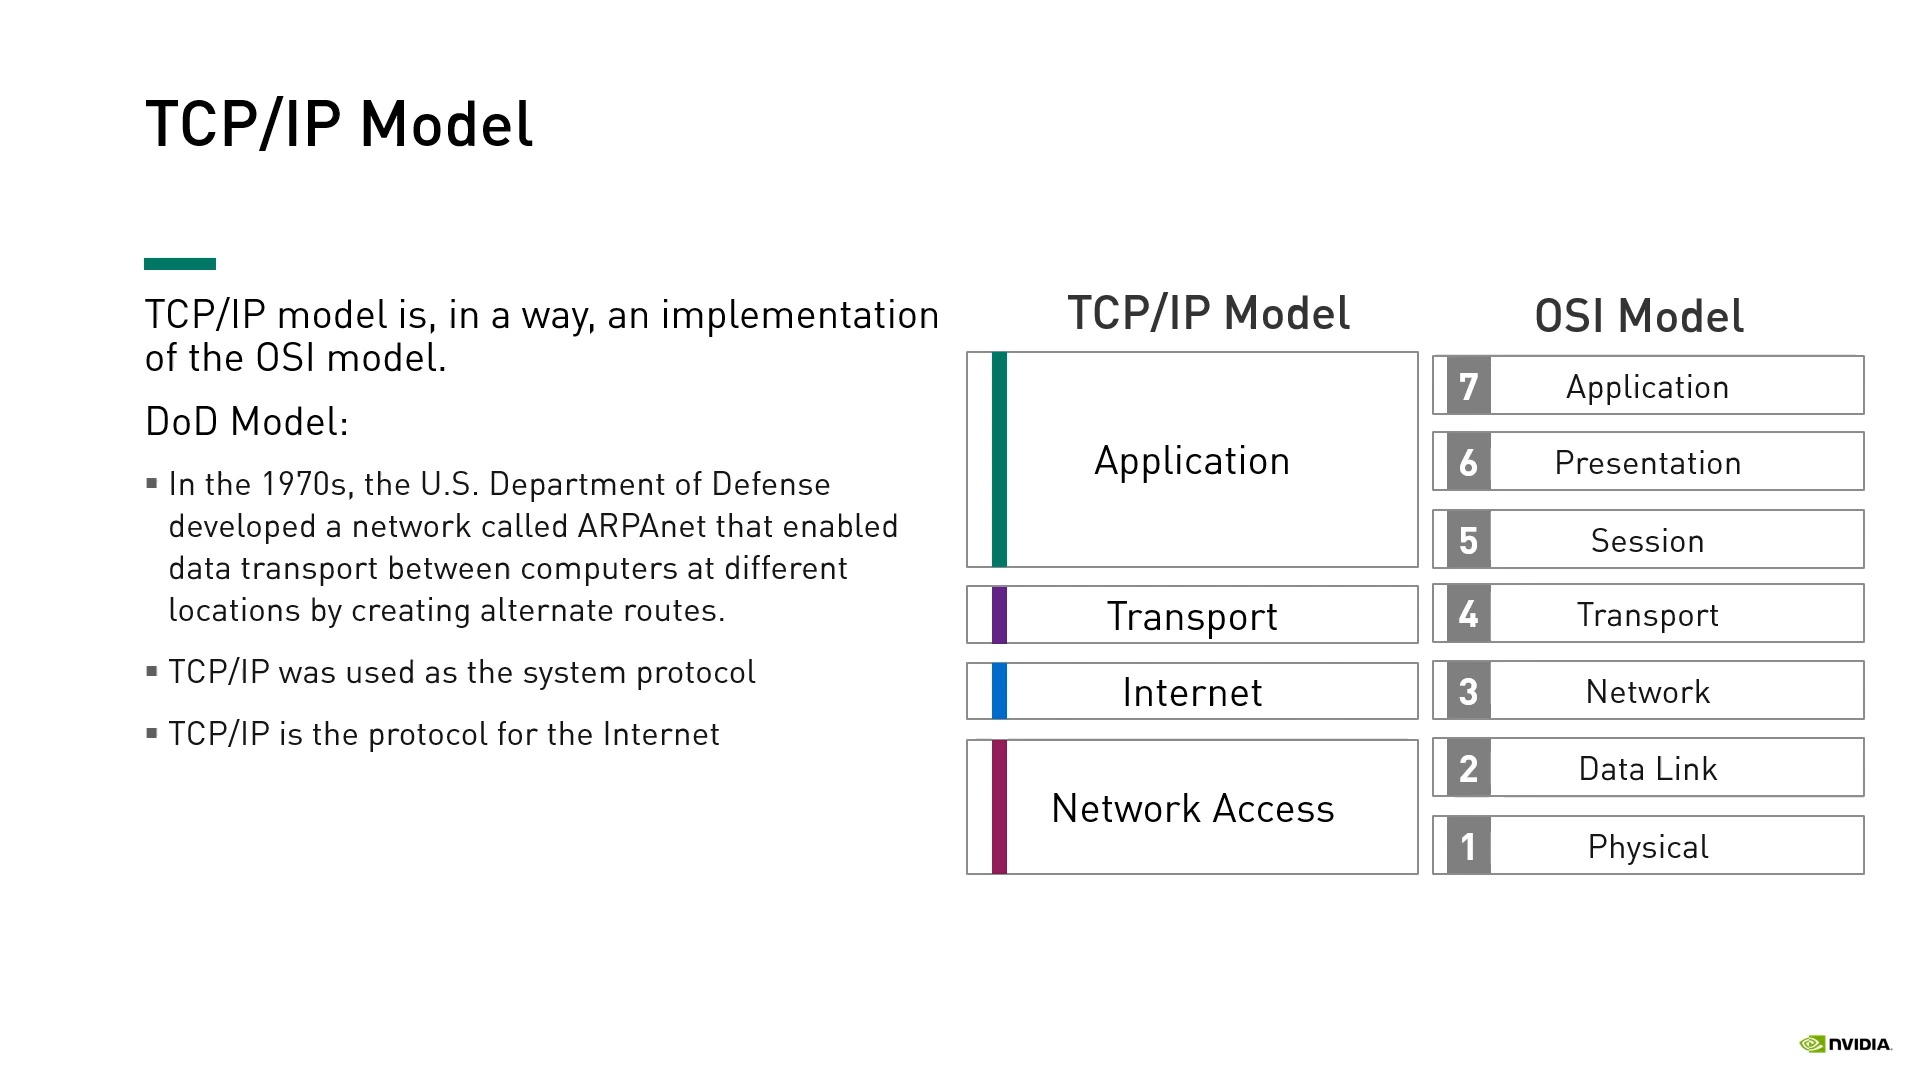 TCP/IP Model
TCP/IP model is, in a way, an implementation
of the OSI model.
DoD Model:
▪ In the 1970s, the U.S. Department of Defense
developed a network called ARPAnet that enabled
data transport between computers at different
locations by creating alternate routes.
▪ TCP/IP was used as the system protocol
▪ TCP/IP is the protocol for the Internet
TCP/IP Model
Application
Transport
Internet
Network Access
OSI Model
7 Application
6 Presentation
5 Session
4 Transport
3 Network
2 Data Link
1 Physical
NVIDIA.